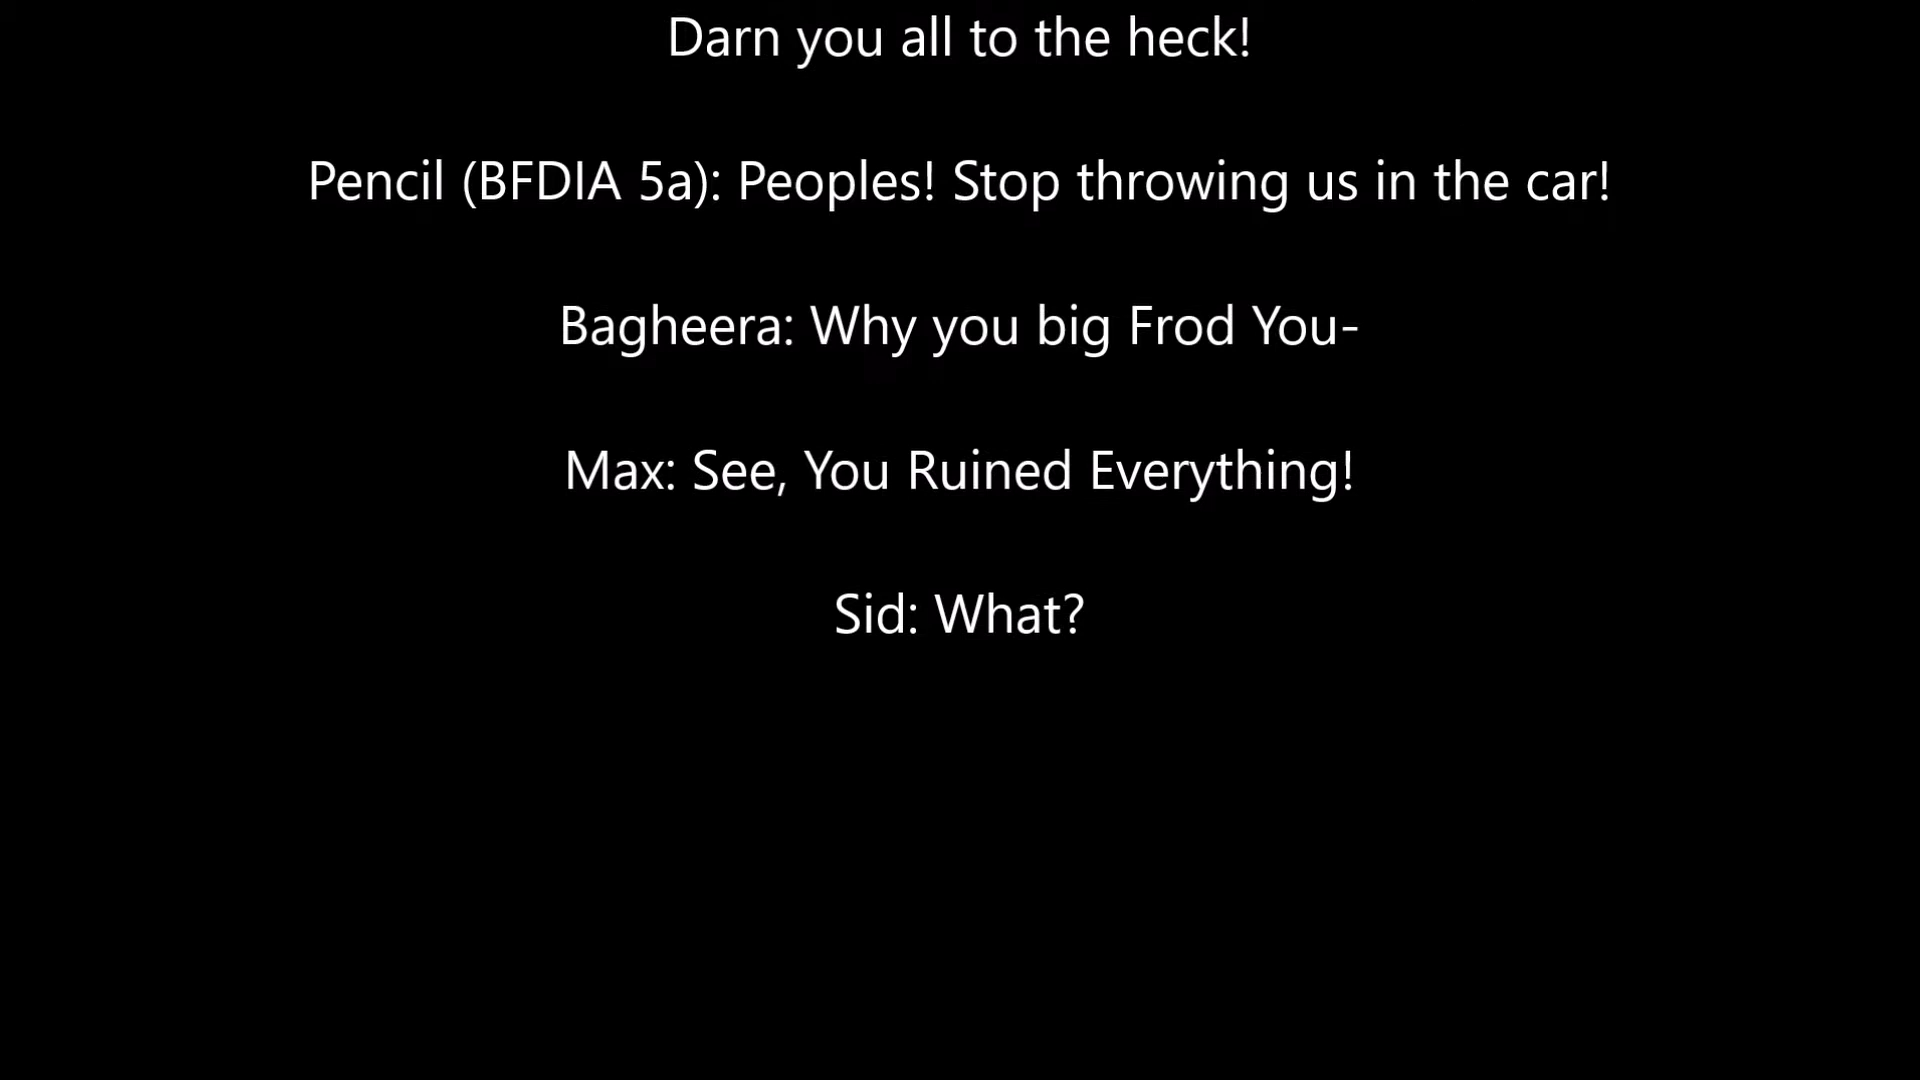 Darn you all to the heck!
Pencil (BFDIA 5a): Peoples! Stop throwing us in the car!
Bagheera: Why you big Frod You-
Max: See, You Ruined Everything!
Sid: What?